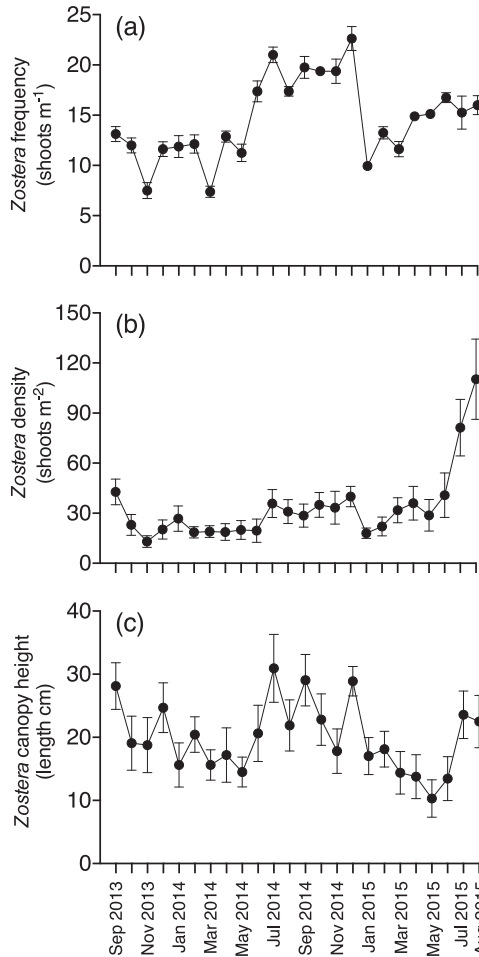 (a)
Zostera frequency
(shoots m-1)
25
20
15
10
5
0
(b)
Zostera density
(shoots m-2)
150
120
90
60
30
0
(c)
Zostera canopy height
(length cm)
40
30
20
10
0
Sep 2013
Nov 2013
Jan 2014
Mar 2014
May 2014
Jul 2014
Sep 2014
Nov 2014
Jan 2015
Mar 2015
May 2015
Jul 2015